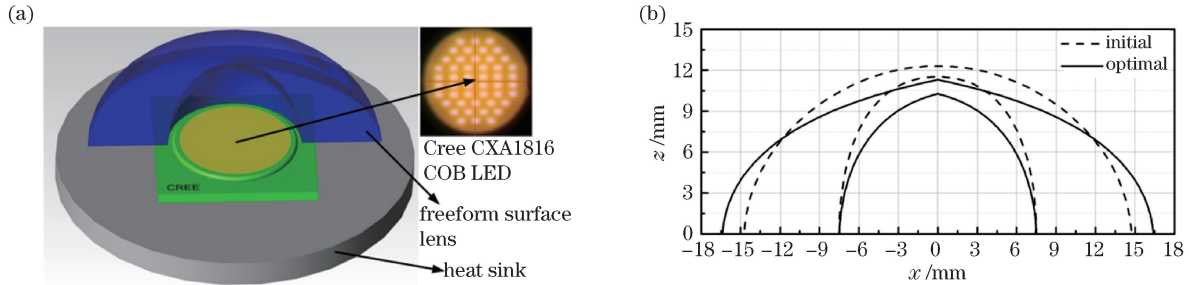 (a)
CREE
Cree CXA1816
COB LED
freeform surface
lens
heat sink
(b)
15
12
9
6
3
0
z /mm
initial
optimal
−18 −15 −12 −9 −6 −3 0 3 6 9 12 15 18
x /mm